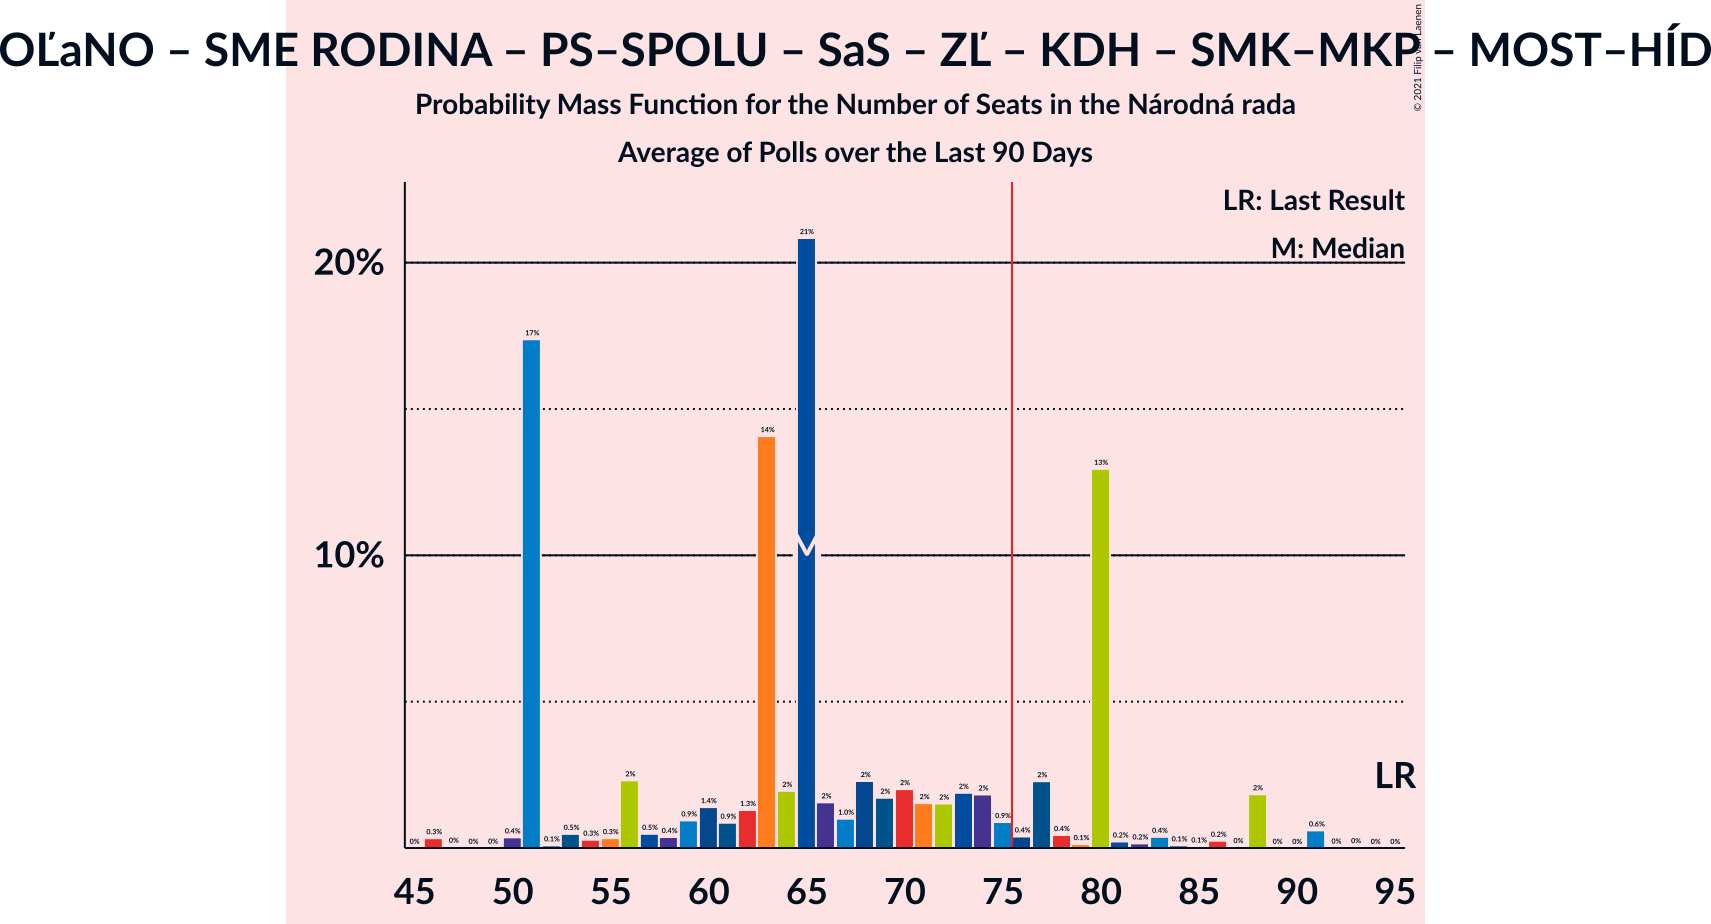 OĽaNO – SME RODINA – PS–SPOLU – SaS – ZĽ – KDH – SMK–MKP – MOST–HÍD
© 2021 Filip van Laenen
Probability Mass Function for the Number of Seats in the Národná rada
Average of Polls over the Last 90 Days
LR: Last Result
M: Median
20%
10%
0% 0.3% 0% 0% 0% 0.4% 17% 0.1% 0.5% 0.3% 0.3% 2% 0.5% 0.4% 0.9% 1.4% 0.9% 1.3% 14% 2% 21% 2% 1.0% 2% 2% 2% 2% 2% 2% 2% 0.9% 0.4% 2% 0.4% 0.1% 13% 0.2% 0.2% 0.4% 0.1% 0.1% 0.2% 0% 2% 0% 0% 0.6% 0% 0% 0% 0%
M
LR
45 50 55 60 65 70 75 80 85 90 95